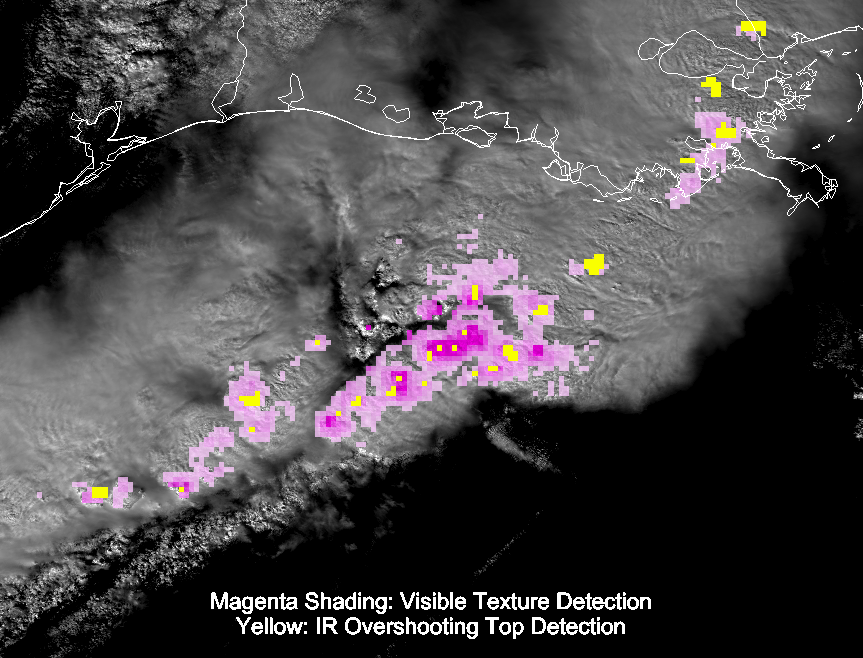 Magenta Shading: Visible Texture Detection
Yellow: IR Overshooting Top Detection